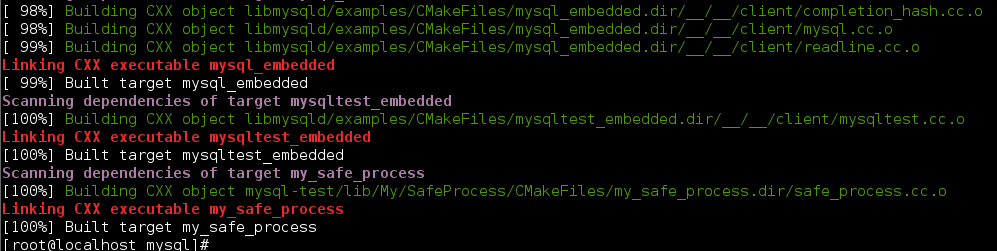 [ 98%] Building CXX object libmysqld/examples/CMakeFiles/mysql_embedded.dir/__/__/client/completion_hash.cc.o
[ 98%] Building CXX object libmysqld/examples/CMakeFiles/mysql_embedded.dir/__/__/client/mysql.cc.o
[ 99%] Building CXX object libmysqld/examples/CMakeFiles/mysql_embedded.dir/__/__/client/readline.cc.o
Linking CXX executable mysql_embedded
[ 99%] Built target mysql_embedded
Scanning dependencies of target mysqltest_embedded
[100%] Building CXX object libmysqld/examples/CMakeFiles/mysqltest_embedded.dir/__/__/client/mysqltest.cc.o
Linking CXX executable mysqltest_embedded
[100%] Built target mysqltest_embedded
Scanning dependencies of target my_safe_process
[100%] Building CXX object mysql-test/lib/My/SafeProcess/CMakeFiles/my_safe_process.dir/safe_process.cc.o
Linking CXX executable my_safe_process
[100%] Built target my_safe_process
[root@localhost mysql]#